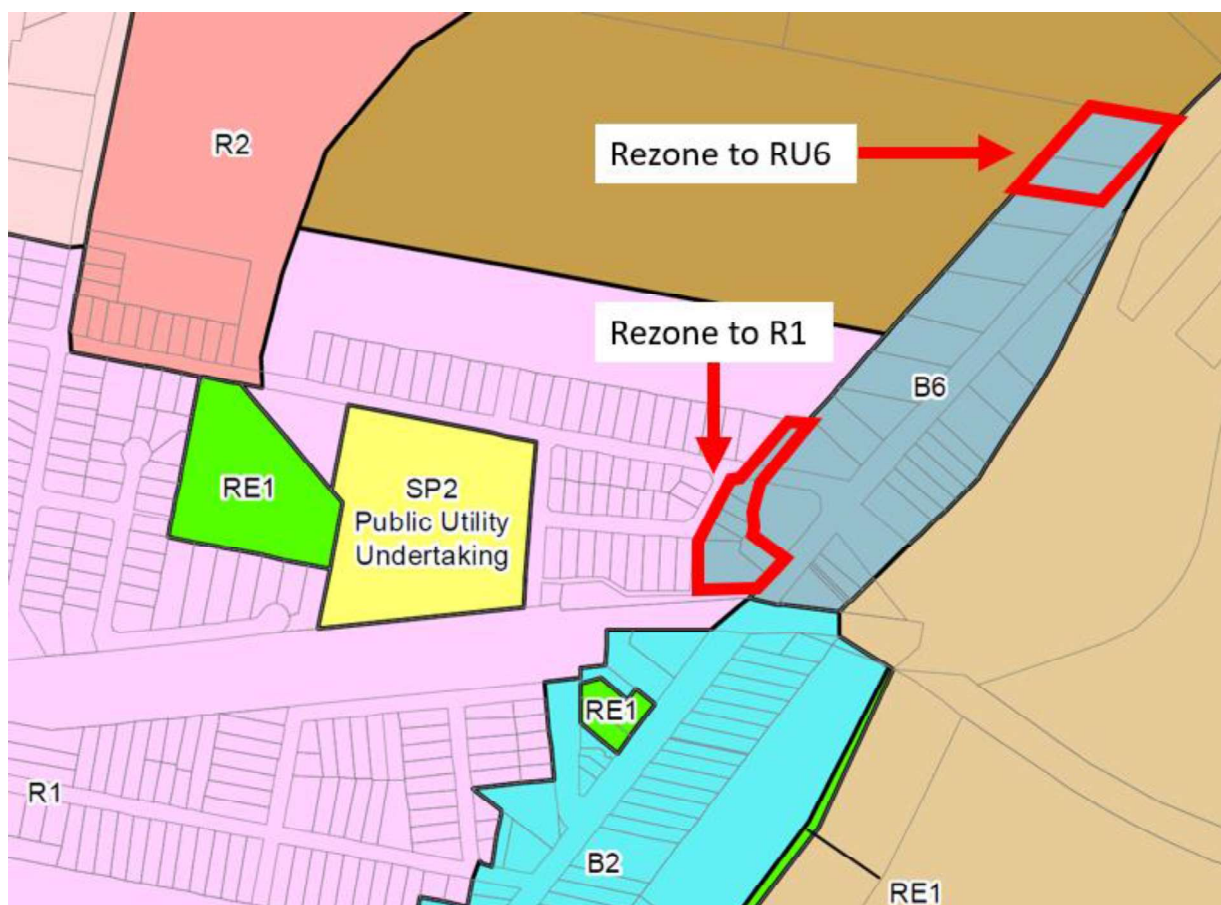 R2
Rezone to RU6
Rezone to R1
B6
RE1
SP2
Public Utility
Undertaking
RE1
R1
B2
RE1